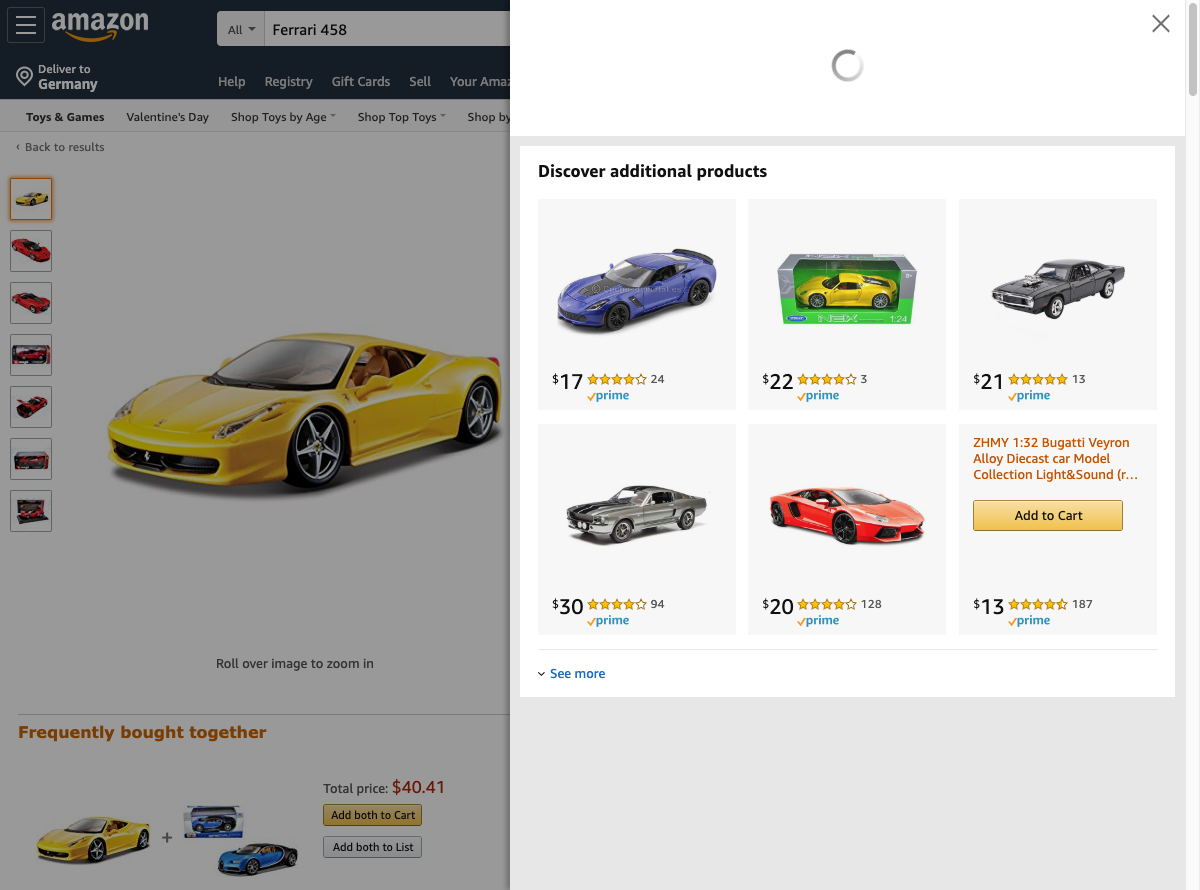 amazon
All
Ferrari 458
Deliver to
Germany
Help
Registry
Gift Cards
Sell
Your Amaz
Toys & Games
Valentine's Day
Shop Toys by Age
Shop Top Toys
Shop by
‹ Back to results
Roll over image to zoom in
Frequently bought together
Total price: $40.41
Add both to Cart
Add both to List
+
Discover additional products
$17 24
prime
NEX
1:24
$22 3
prime
$21 13
prime
$30 94
prime
$20 128
prime
ZHMY 1:32 Bugatti Veyron
Alloy Diecast car Model
Collection Light&Sound (r…
Add to Cart
$13 187
prime
See more